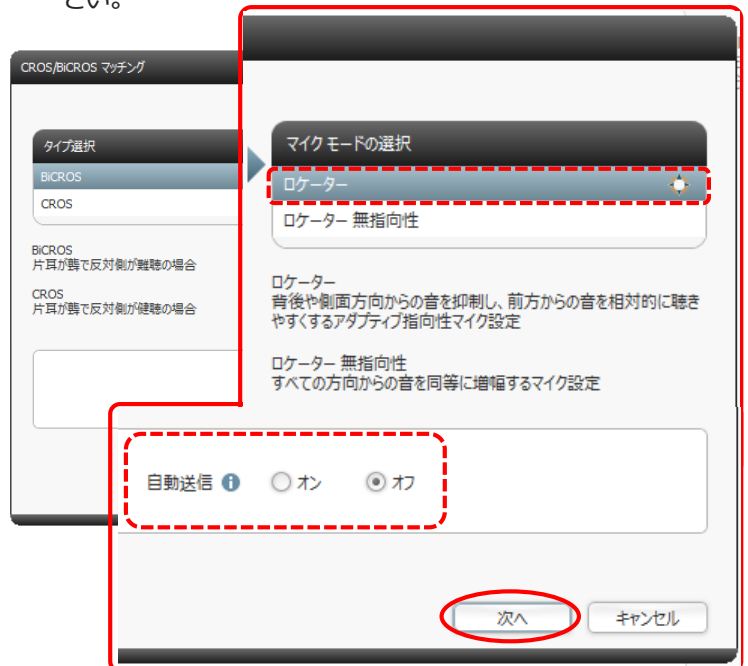 さい。
CROS/BiCROS マッチング
タイプ選択
BiCROS
CROS
BiCROS
片耳が聾で反対側が難聴の場合
CROS
片耳が聾で反対側が健聴の場合
マイク モードの選択
ロケーター
ロケーター 無指向性
ロケーター
背後や側面方向からの音を抑制し、前方からの音を相対的に聴き
やすくするアダプティブ指向性マイク設定
ロケーター 無指向性
すべての方向からの音を同等に増幅するマイク設定
自動送信 オン オフ
次へ キャンセル